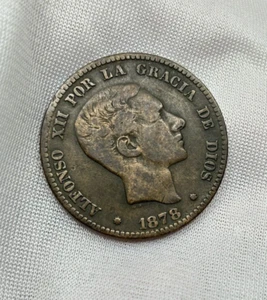 ALFONSO XII POR LA GRACIA DE DIOS
1878